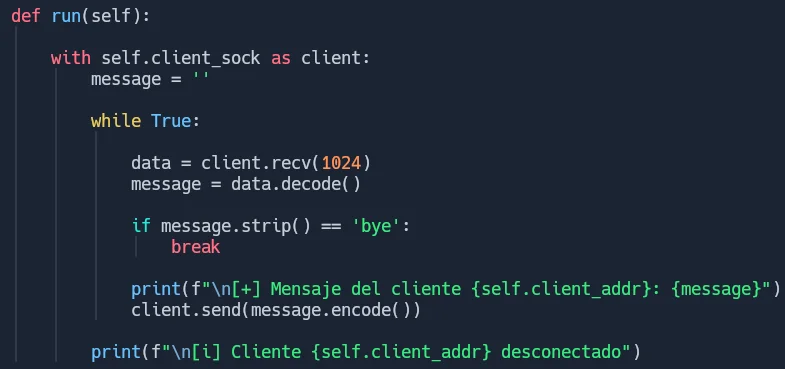 def run(self):
with self.client_sock as client:
message = ''
while True:
data = client.recv(1024)
message = data.decode()
if message.strip() == 'bye':
break
print(f"\n[+] Mensaje del cliente {self.client_addr}: {message}")
client.send(message.encode())
print(f"\n[i] Cliente {self.client_addr} desconectado")